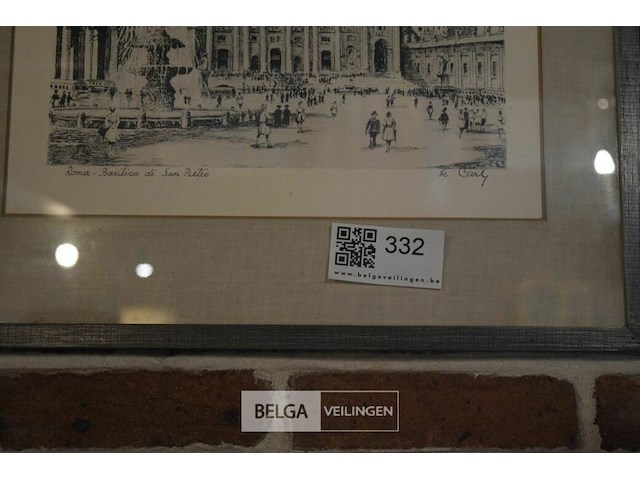 Roma - Basilica di San Pietro
332
www.belgaveilingen.be
BELGA VEILINGEN